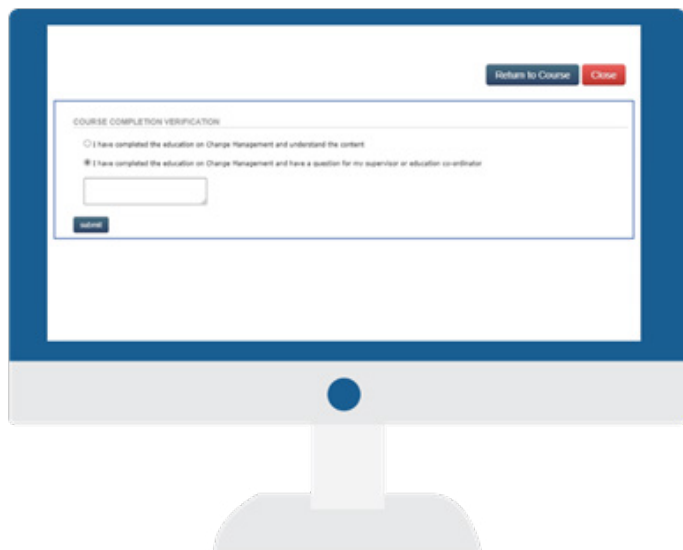 Return to Course
Close
COURSE COMPLETION VERIFICATION
I have completed the education on Change Management and understand the content
I have completed the education on Change Management and have a question for my supervisor or education co-ordinator
submit